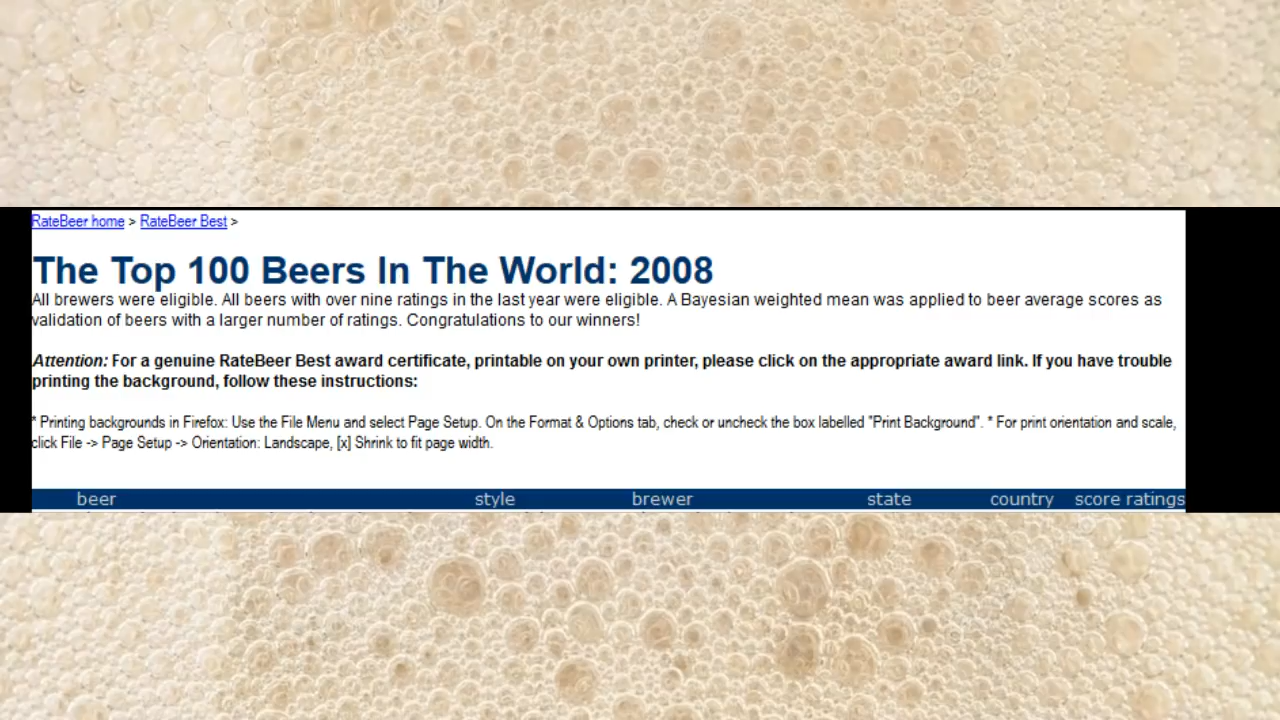 RateBeer home > RateBeer Best >
The Top 100 Beers In The World: 2008
All brewers were eligible. All beers with over nine ratings in the last year were eligible. A Bayesian weighted mean was applied to beer average scores as
validation of beers with a larger number of ratings. Congratulations to our winners!
Attention: For a genuine RateBeer Best award certificate, printable on your own printer, please click on the appropriate award link. If you have trouble
printing the background, follow these instructions:
* Printing backgrounds in Firefox: Use the File Menu and select Page Setup. On the Format & Options tab, check or uncheck the box labelled "Print Background". * For print orientation and scale,
click File -> Page Setup -> Orientation: Landscape, [x] Shrink to fit page width.
beer style brewer state country score ratings